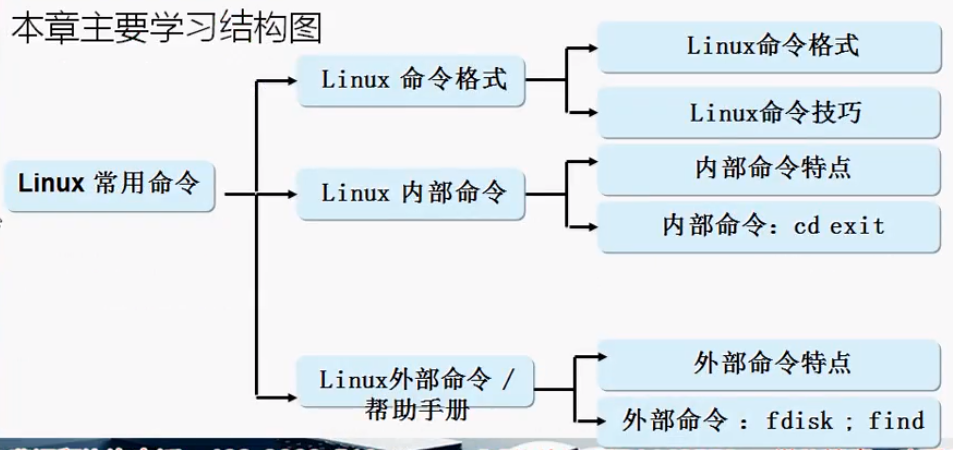 本章主要学习结构图
Linux 常用命令
Linux 命令格式
Linux命令格式
Linux命令技巧
Linux 内部命令
内部命令特点
内部命令：cd exit
Linux外部命令 /
帮助手册
外部命令特点
外部命令 ：fdisk ；find